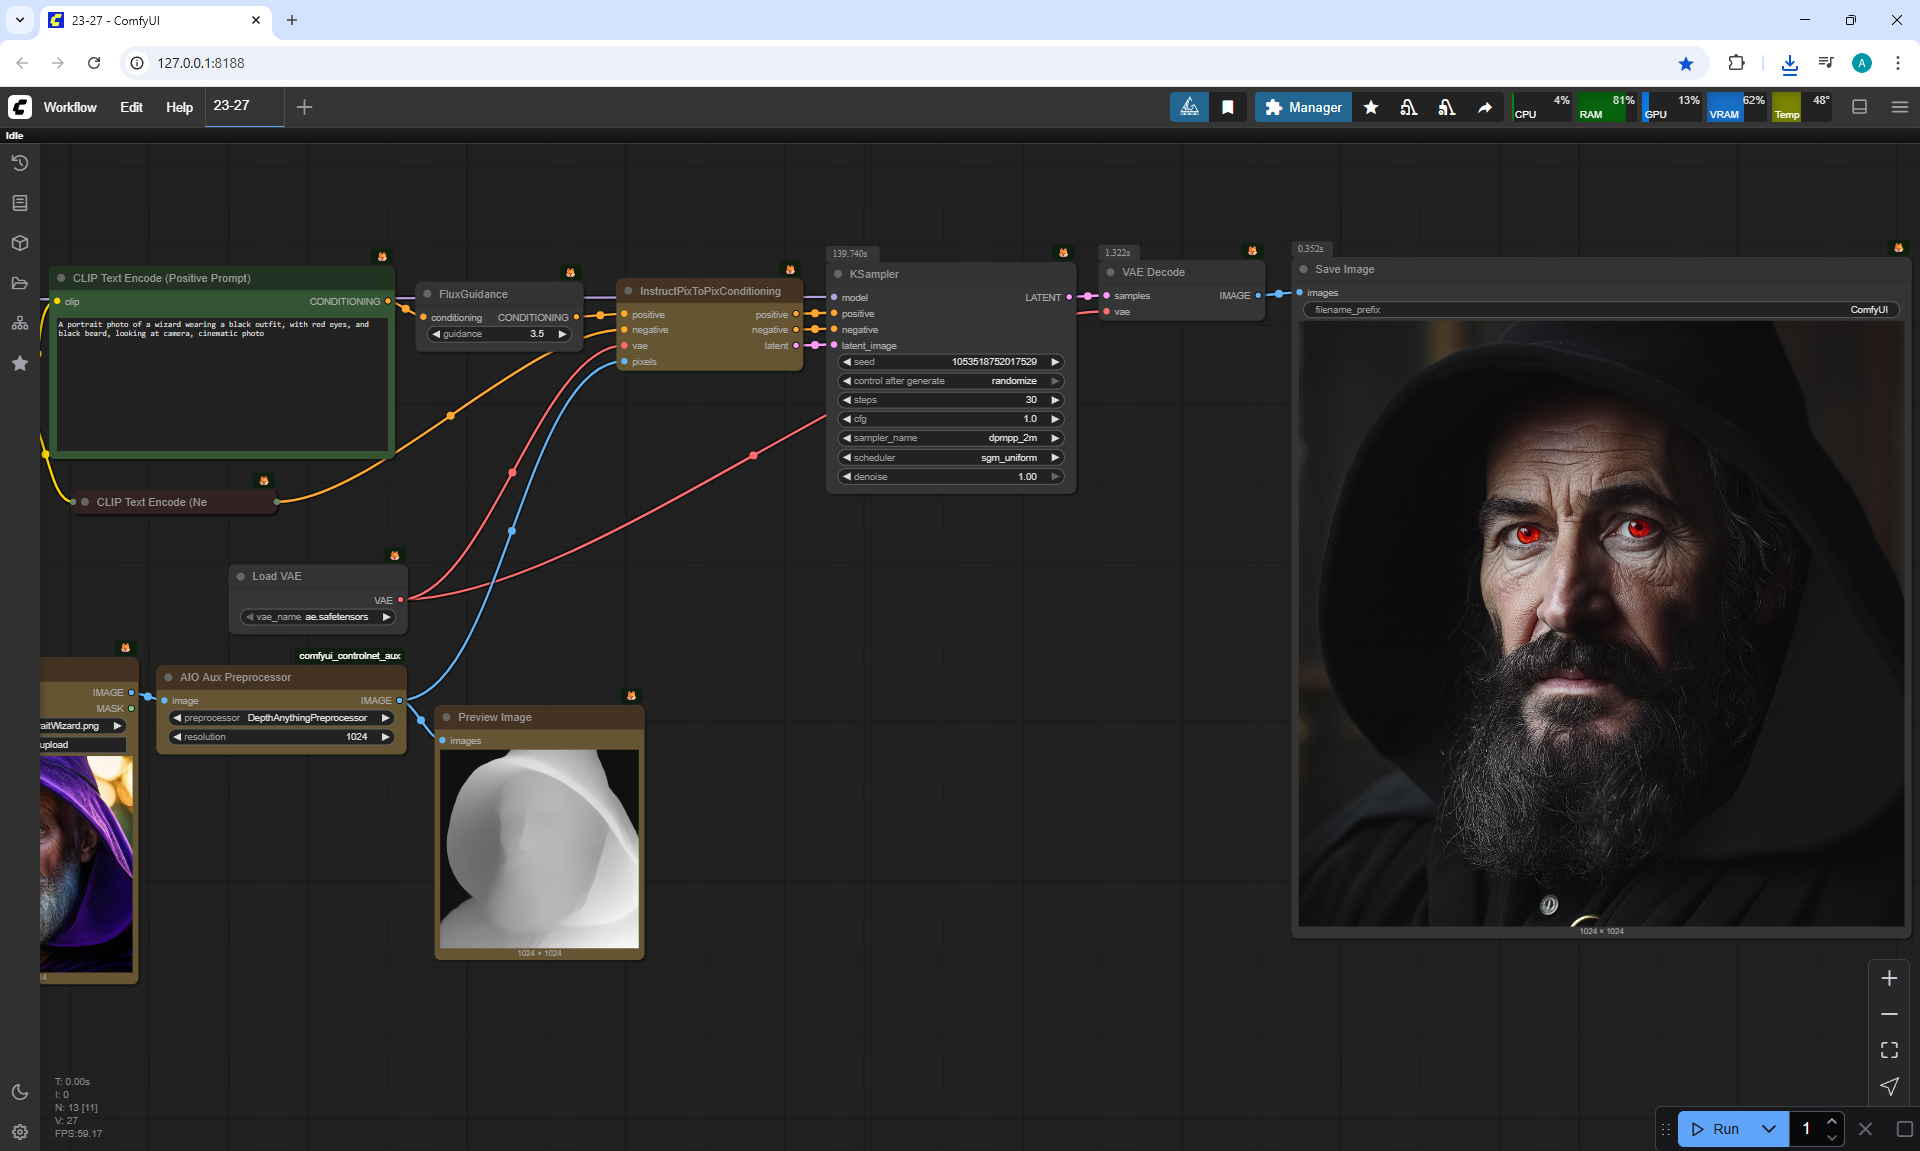 23-27 - ComfyUI
127.0.0.1:8188
A
Workflow Edit Help 23-27
Manager
4% CPU
81% RAM
13% GPU
62% VRAM
48° Temp
Idle
CLIP Text Encode (Positive Prompt)
clip CONDITIONING
A portrait photo of a wizard wearing a black outfit, with red eyes, and
black beard, looking at camera, cinematic photo
FluxGuidance
conditioning CONDITIONING
guidance 3.5
InstructPixToPixConditioning
positive positive
negative negative
vae latent
pixels
139.740s
KSampler
model LATENT
positive
negative
latent_image
seed 1053518752017529
control after generate randomize
steps 30
cfg 1.0
sampler_name dpmpp_2m
scheduler sgm_uniform
denoise 1.00
1.322s
VAE Decode
samples IMAGE
vae
0.352s
Save Image
images
filename_prefix ComfyUI
1024 × 1024
CLIP Text Encode (Ne
Load VAE
VAE
vae_name ae.safetensors
comfyui_controlnet_aux
AIO Aux Preprocessor
image IMAGE
preprocessor DepthAnythingPreprocessor
resolution 1024
IMAGE
MASK
aitWizard.png
upload
Preview Image
images
1024 × 1024
T: 0.00s
I: 0
N: 13 [11]
V: 27
FPS:59.17
Run 1